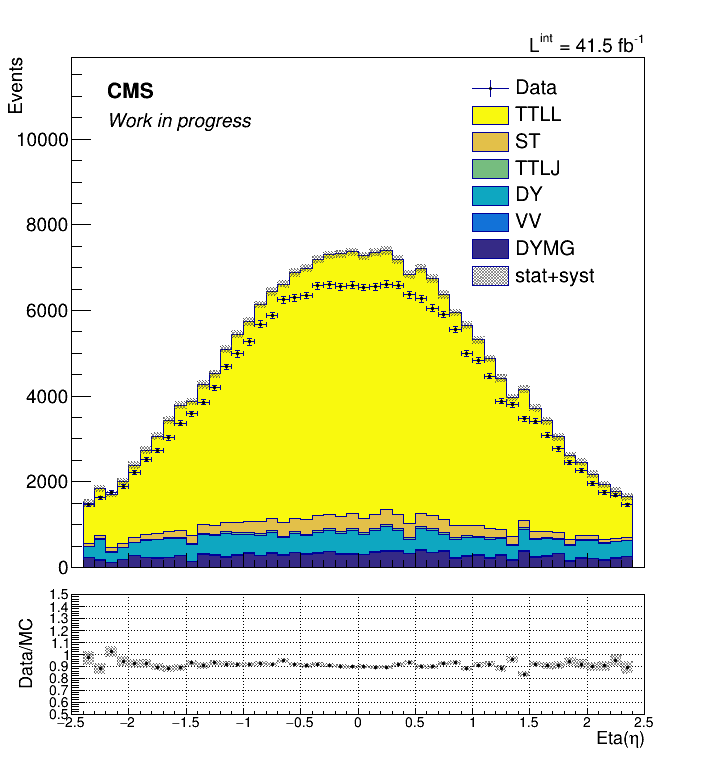 L^int = 41.5 fb^-1
Events
CMS
Work in progress
Data
TTLL
ST
TTLJ
DY
VV
DYMG
stat+syst
10000
8000
6000
4000
2000
0
Data/MC
1.5
1.4
1.3
1.2
1.1
1
0.9
0.8
0.7
0.6
0.5
−2.5 −2 −1.5 −1 −0.5 0 0.5 1 1.5 2 2.5
Eta(η)